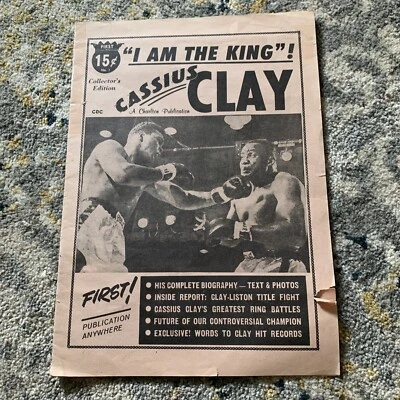 FIRST
15¢
"I AM THE KING"!
Collector's
Edition
CASSIUS
CLAY
CDC
A Charlton Publication
FIRST!
PUBLICATION
ANYWHERE
• HIS COMPLETE BIOGRAPHY — TEXT & PHOTOS
• INSIDE REPORT: CLAY-LISTON TITLE FIGHT
• CASSIUS CLAY'S GREATEST RING BATTLES
• FUTURE OF OUR CONTROVERSIAL CHAMPION
• EXCLUSIVE! WORDS TO CLAY HIT RECORDS